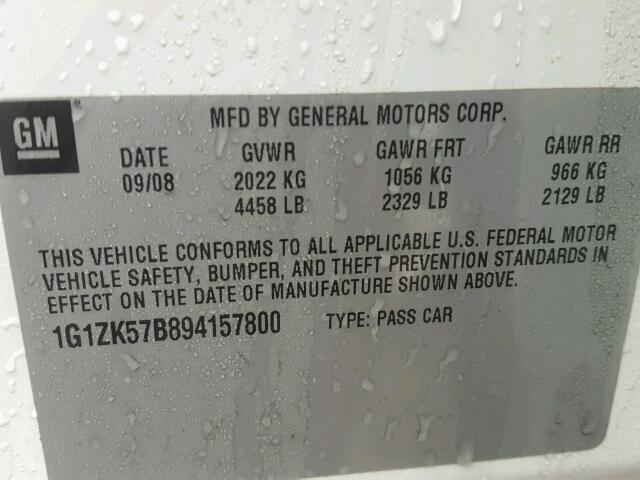 GM
MFD BY GENERAL MOTORS CORP.
DATE GVWR GAWR FRT GAWR RR
09/08 2022 KG 1056 KG 966 KG
4458 LB 2329 LB 2129 LB
THIS VEHICLE CONFORMS TO ALL APPLICABLE U.S. FEDERAL MOTOR
VEHICLE SAFETY, BUMPER, AND THEFT PREVENTION STANDARDS IN
EFFECT ON THE DATE OF MANUFACTURE SHOWN ABOVE.
1G1ZK57B894157800 TYPE: PASS CAR